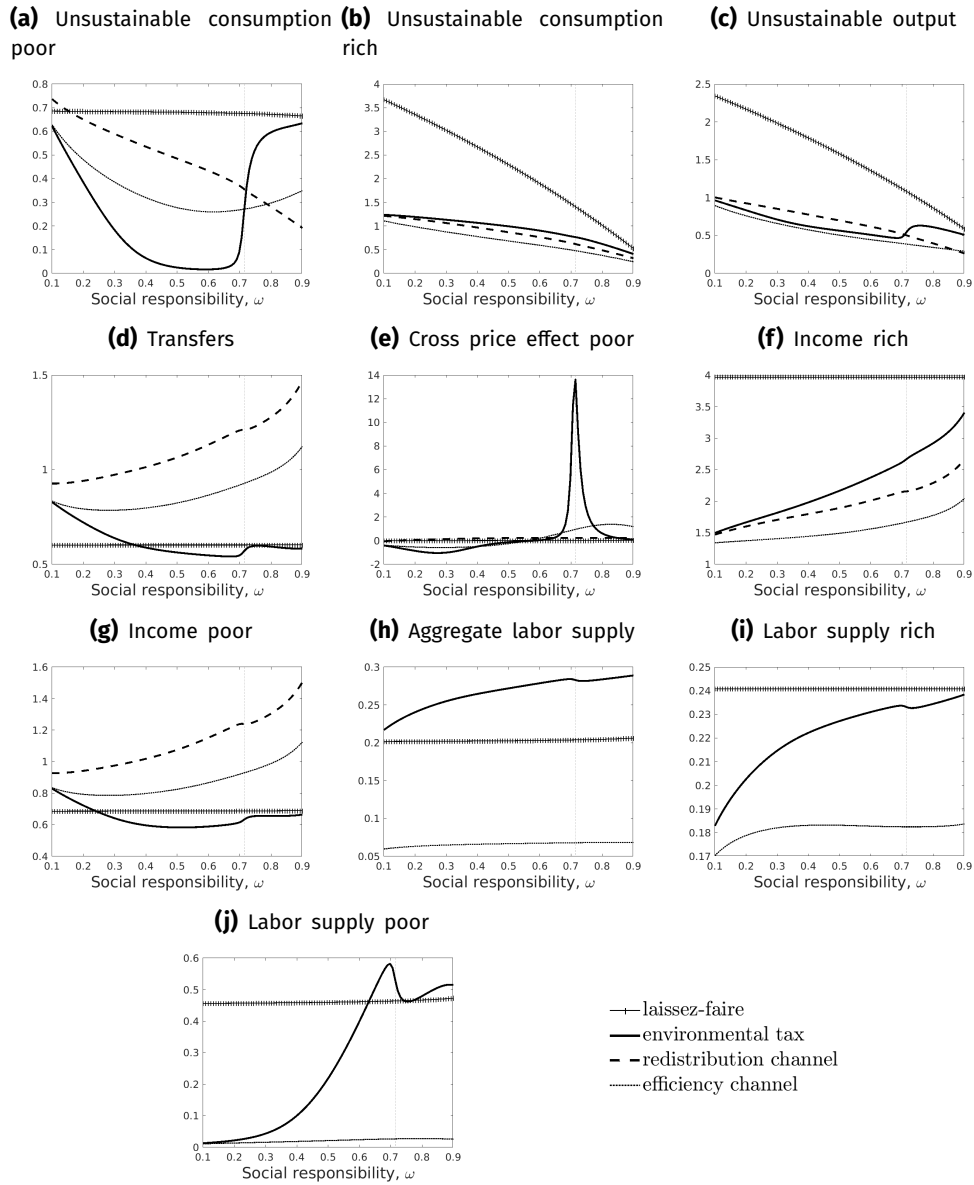 (a) Unsustainable consumption poor
(b) Unsustainable consumption rich
(c) Unsustainable output
0.8
0.7
0.6
0.5
0.4
0.3
0.2
0.1
0
0.1 0.2 0.3 0.4 0.5 0.6 0.7 0.8 0.9
Social responsibility, ω
4
3.5
3
2.5
2
1.5
1
0.5
0
0.1 0.2 0.3 0.4 0.5 0.6 0.7 0.8 0.9
Social responsibility, ω
2.5
2
1.5
1
0.5
0
0.1 0.2 0.3 0.4 0.5 0.6 0.7 0.8 0.9
Social responsibility, ω
(d) Transfers
(e) Cross price effect poor
(f) Income rich
1.5
1
0.5
0.1 0.2 0.3 0.4 0.5 0.6 0.7 0.8 0.9
Social responsibility, ω
14
12
10
8
6
4
2
0
-2
0.1 0.2 0.3 0.4 0.5 0.6 0.7 0.8 0.9
Social responsibility, ω
4
3.5
3
2.5
2
1.5
1
0.1 0.2 0.3 0.4 0.5 0.6 0.7 0.8 0.9
Social responsibility, ω
(g) Income poor
(h) Aggregate labor supply
(i) Labor supply rich
1.6
1.4
1.2
1
0.8
0.6
0.4
0.1 0.2 0.3 0.4 0.5 0.6 0.7 0.8 0.9
Social responsibility, ω
0.3
0.25
0.2
0.15
0.1
0.05
0.1 0.2 0.3 0.4 0.5 0.6 0.7 0.8 0.9
Social responsibility, ω
0.25
0.24
0.23
0.22
0.21
0.2
0.19
0.18
0.17
0.1 0.2 0.3 0.4 0.5 0.6 0.7 0.8 0.9
Social responsibility, ω
(j) Labor supply poor
0.6
0.5
0.4
0.3
0.2
0.1
0
0.1 0.2 0.3 0.4 0.5 0.6 0.7 0.8 0.9
Social responsibility, ω
laissez-faire
environmental tax
redistribution channel
efficiency channel